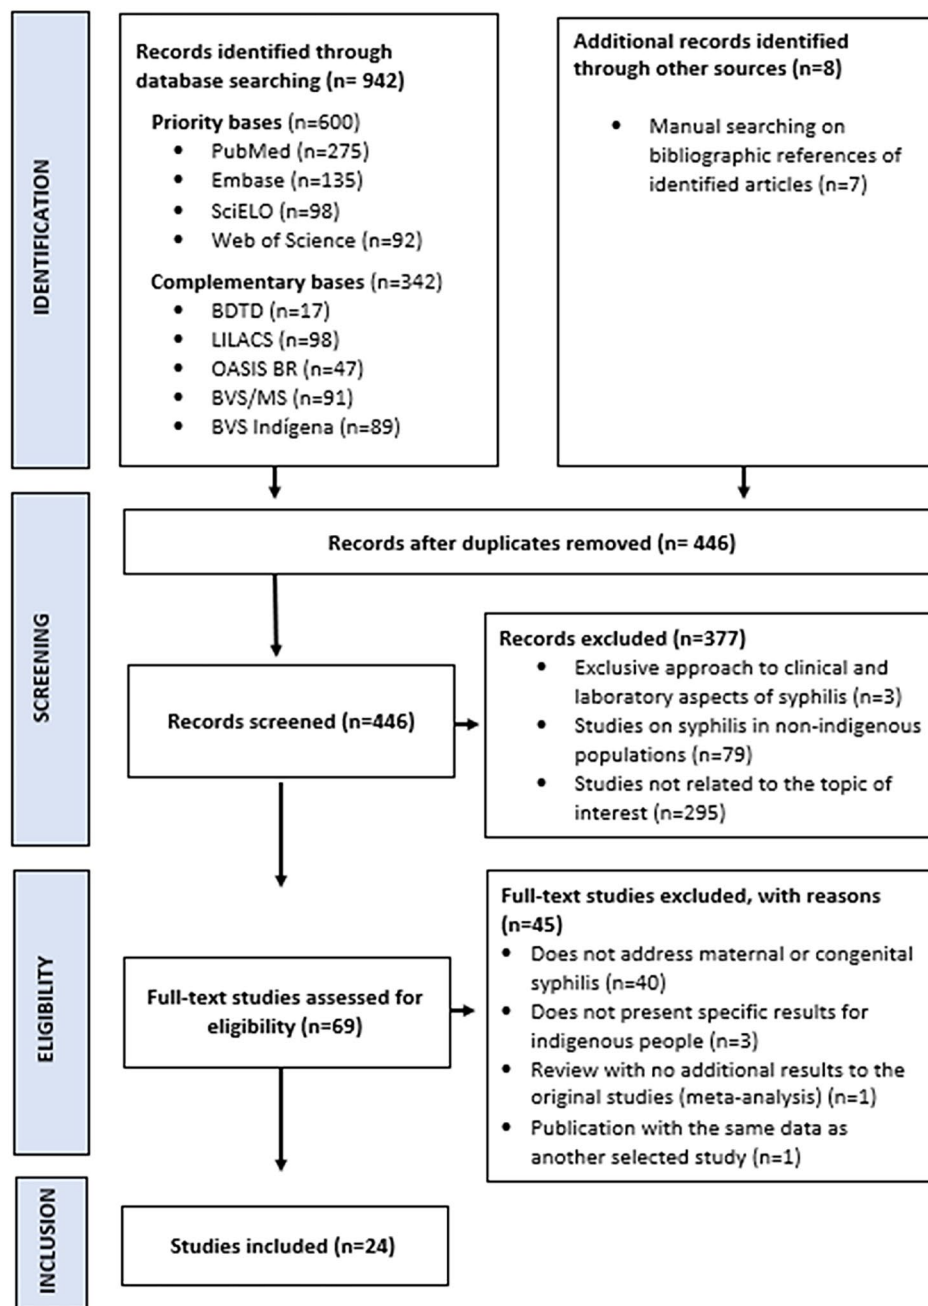 IDENTIFICATION
Records identified through
database searching (n= 942)
Priority bases (n=600)
• PubMed (n=275)
• Embase (n=135)
• SciELO (n=98)
• Web of Science (n=92)
Complementary bases (n=342)
• BDTD (n=17)
• LILACS (n=98)
• OASIS BR (n=47)
• BVS/MS (n=91)
• BVS Indígena (n=89)
Additional records identified
through other sources (n=8)
• Manual searching on
bibliographic references of
identified articles (n=7)
SCREENING
Records after duplicates removed (n= 446)
Records screened (n=446)
Records excluded (n=377)
• Exclusive approach to clinical and
laboratory aspects of syphilis (n=3)
• Studies on syphilis in non-indigenous
populations (n=79)
• Studies not related to the topic of
interest (n=295)
ELIGIBILITY
Full-text studies assessed for
eligibility (n=69)
Full-text studies excluded, with reasons
(n=45)
• Does not address maternal or congenital
syphilis (n=40)
• Does not present specific results for
indigenous people (n=3)
• Review with no additional results to the
original studies (meta-analysis) (n=1)
• Publication with the same data as
another selected study (n=1)
INCLUSION
Studies included (n=24)